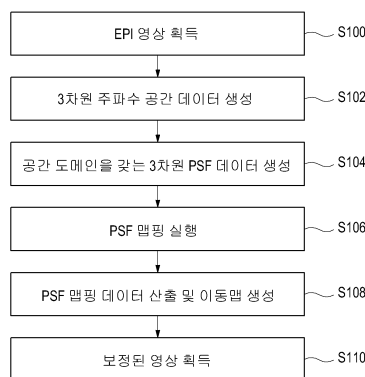 EPI 영상 획득 S100
3차원 주파수 공간 데이터 생성 S102
공간 도메인을 갖는 3차원 PSF 데이터 생성 S104
PSF 맵핑 실행 S106
PSF 맵핑 데이터 산출 및 이동맵 생성 S108
보정된 영상 획득 S110